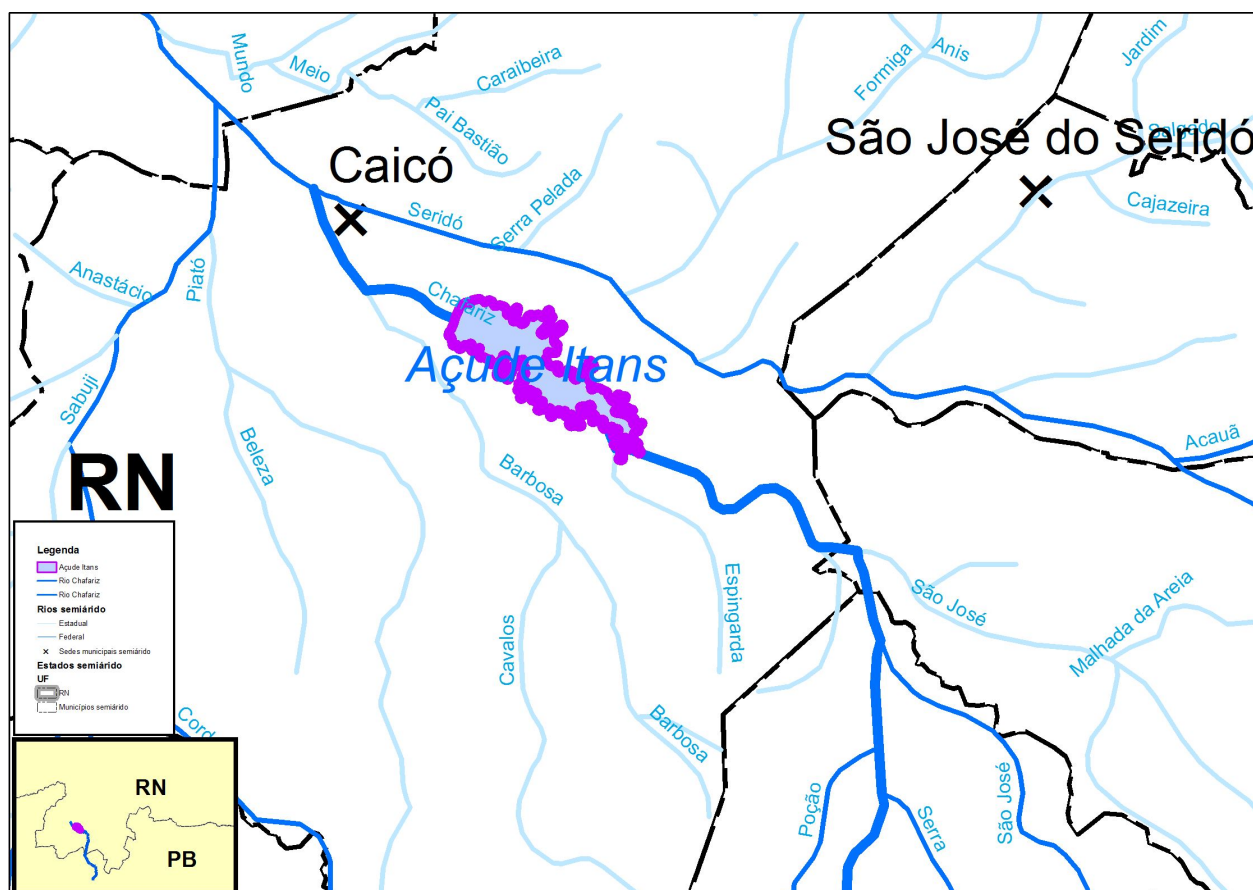 Mundo
Meio
Caraibeira
Pai Bastião
Formiga
Anis
Jardim
Salgado
São José do Seridó
Cajazeira
Caicó
Seridó
Serra Pelada
Anastácio
Piató
Chafariz
Açude Itans
Sabuji
Beleza
Barbosa
Acauã
RN
Espingarda
São José
Malhada da Areia
Cavalos
Barbosa
Poção
Serra
São José
Legenda
Açude Itans
Rio Chafariz
Rio Chafariz
Rios semiárido
Estadual
Federal
Sedes municipais semiárido
Estados semiárido
UF
RN
Municípios semiárido
Cord
RN
PB